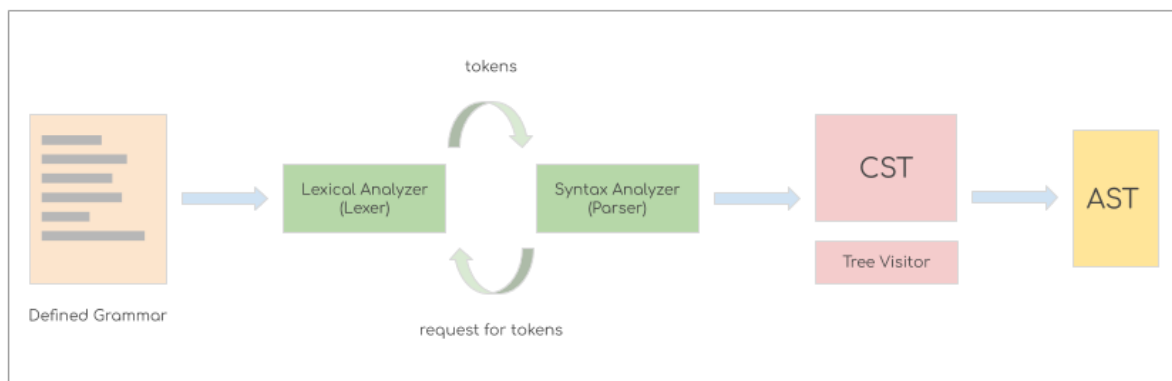 tokens
Lexical Analyzer
(Lexer)
Syntax Analyzer
(Parser)
CST
AST
Tree Visitor
Defined Grammar
request for tokens